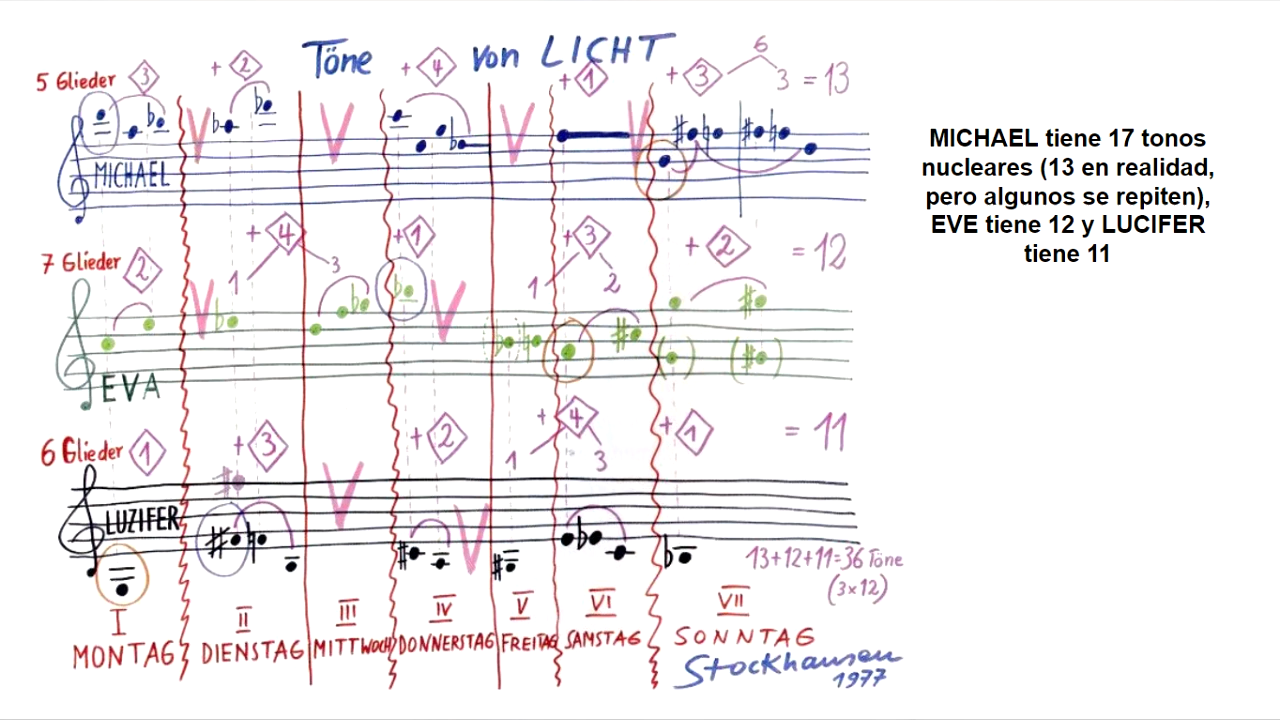 Töne von LICHT
5 Glieder 3 + 2 + 4 + 1 + 3 6 3 = 13
MICHAEL
7 Glieder 2 + 4 1 3 + 1 + 3 1 2 + 2 = 12
EVA
6 Glieder 1 + 3 + 2 + 4 1 3 + 1 = 11
LUZIFER
13+12+11=36 Töne
(3x12)
I II III IV V VI VII
MONTAG DIENSTAG MITTWOCH DONNERSTAG FREITAG SAMSTAG SONNTAG
Stockhausen
1977
MICHAEL tiene 17 tonos
nucleares (13 en realidad,
pero algunos se repiten),
EVE tiene 12 y LUCIFER
tiene 11